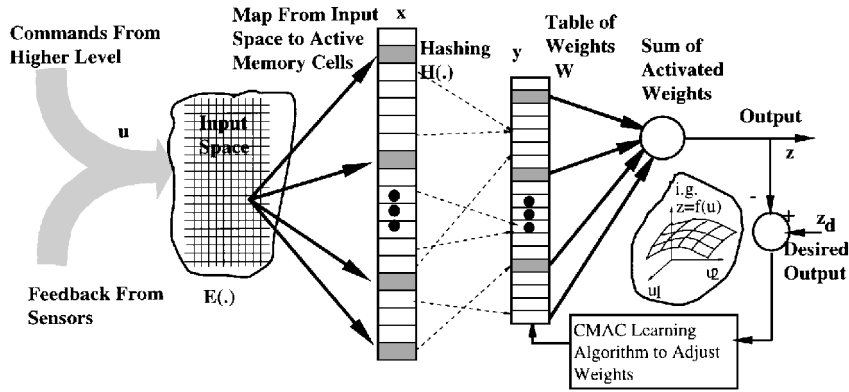 Commands From
Higher Level
u
Feedback From
Sensors
Input
Space
E(.)
Map From Input
Space to Active
Memory Cells
x
Hashing
H(.)
y
Table of
Weights
W
Sum of
Activated
Weights
Output
z
i.g.
z=f(u)
u1
u2
-
+
zd
Desired
Output
CMAC Learning
Algorithm to Adjust
Weights